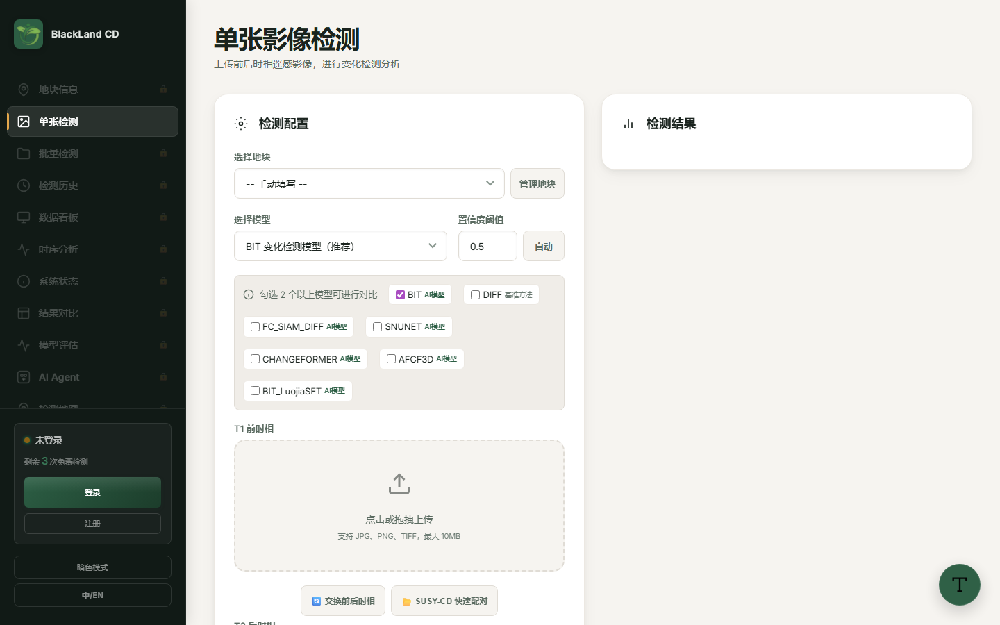 BlackLand CD
地块信息
单张检测
批量检测
检测历史
数据看板
时序分析
系统状态
结果对比
模型评估
AI Agent
检测地图
未登录
剩余 3 次免费检测
登录
注册
暗色模式
中/EN
单张影像检测
上传前后时相遥感影像，进行变化检测分析
检测配置
选择地块
-- 手动填写 --
管理地块
选择模型
置信度阈值
BIT 变化检测模型（推荐）
0.5
自动
勾选 2 个以上模型可进行对比
BIT AI模型
DIFF 基准方法
FC_SIAM_DIFF AI模型
SNUNET AI模型
CHANGEFORMER AI模型
AFCF3D AI模型
BIT_LuojiaSET AI模型
T1 前时相
点击或拖拽上传
支持 JPG、PNG、TIFF，最大 10MB
交换前后时相
SUSY-CD 快速配对
T2 后时相
检测结果
T